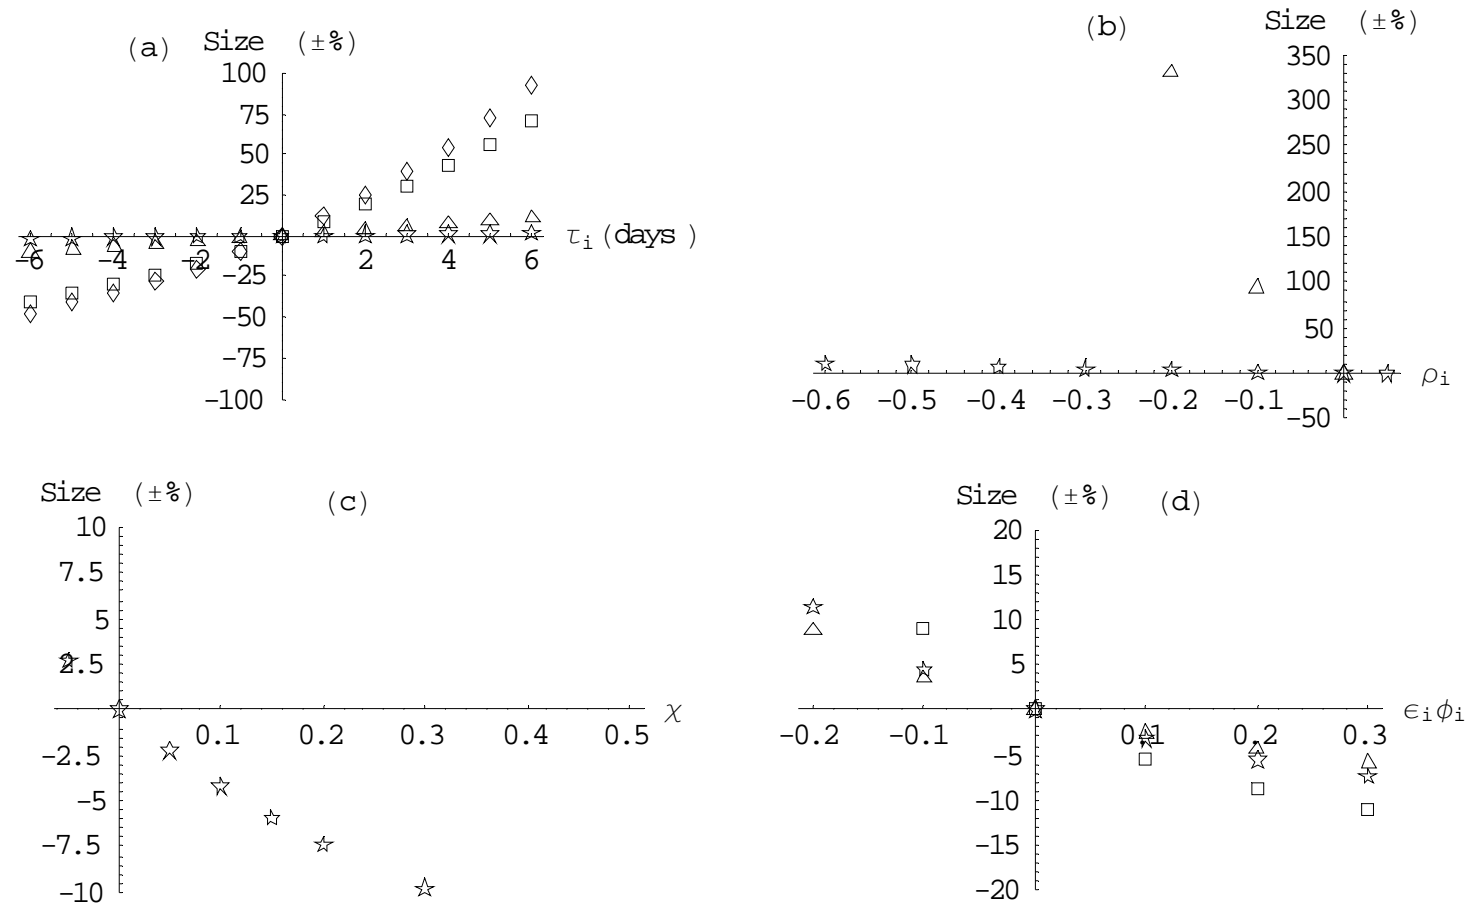 (a) Size (±%)
100
75
50
25
τi (days )
-6 -4 -2 2 4 6
-25
-50
-75
-100
(b) Size (±%)
350
300
250
200
150
100
50
ρi
-0.6 -0.5 -0.4 -0.3 -0.2 -0.1
-50
Size (±%) (c)
10
7.5
5
2.5
χ
0.1 0.2 0.3 0.4 0.5
-2.5
-5
-7.5
-10
Size (±%) (d)
20
15
10
5
ϵiϕi
-0.2 -0.1 0.1 0.2 0.3
-5
-10
-15
-20